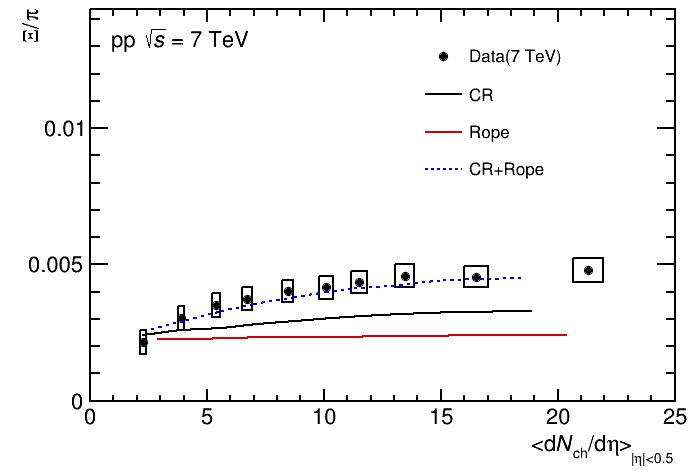 Ξ/π
pp √s = 7 TeV
Data(7 TeV)
CR
Rope
CR+Rope
0.01
0.005
0
0 5 10 15 20 25
<dN_ch/dη>_|η|<0.5